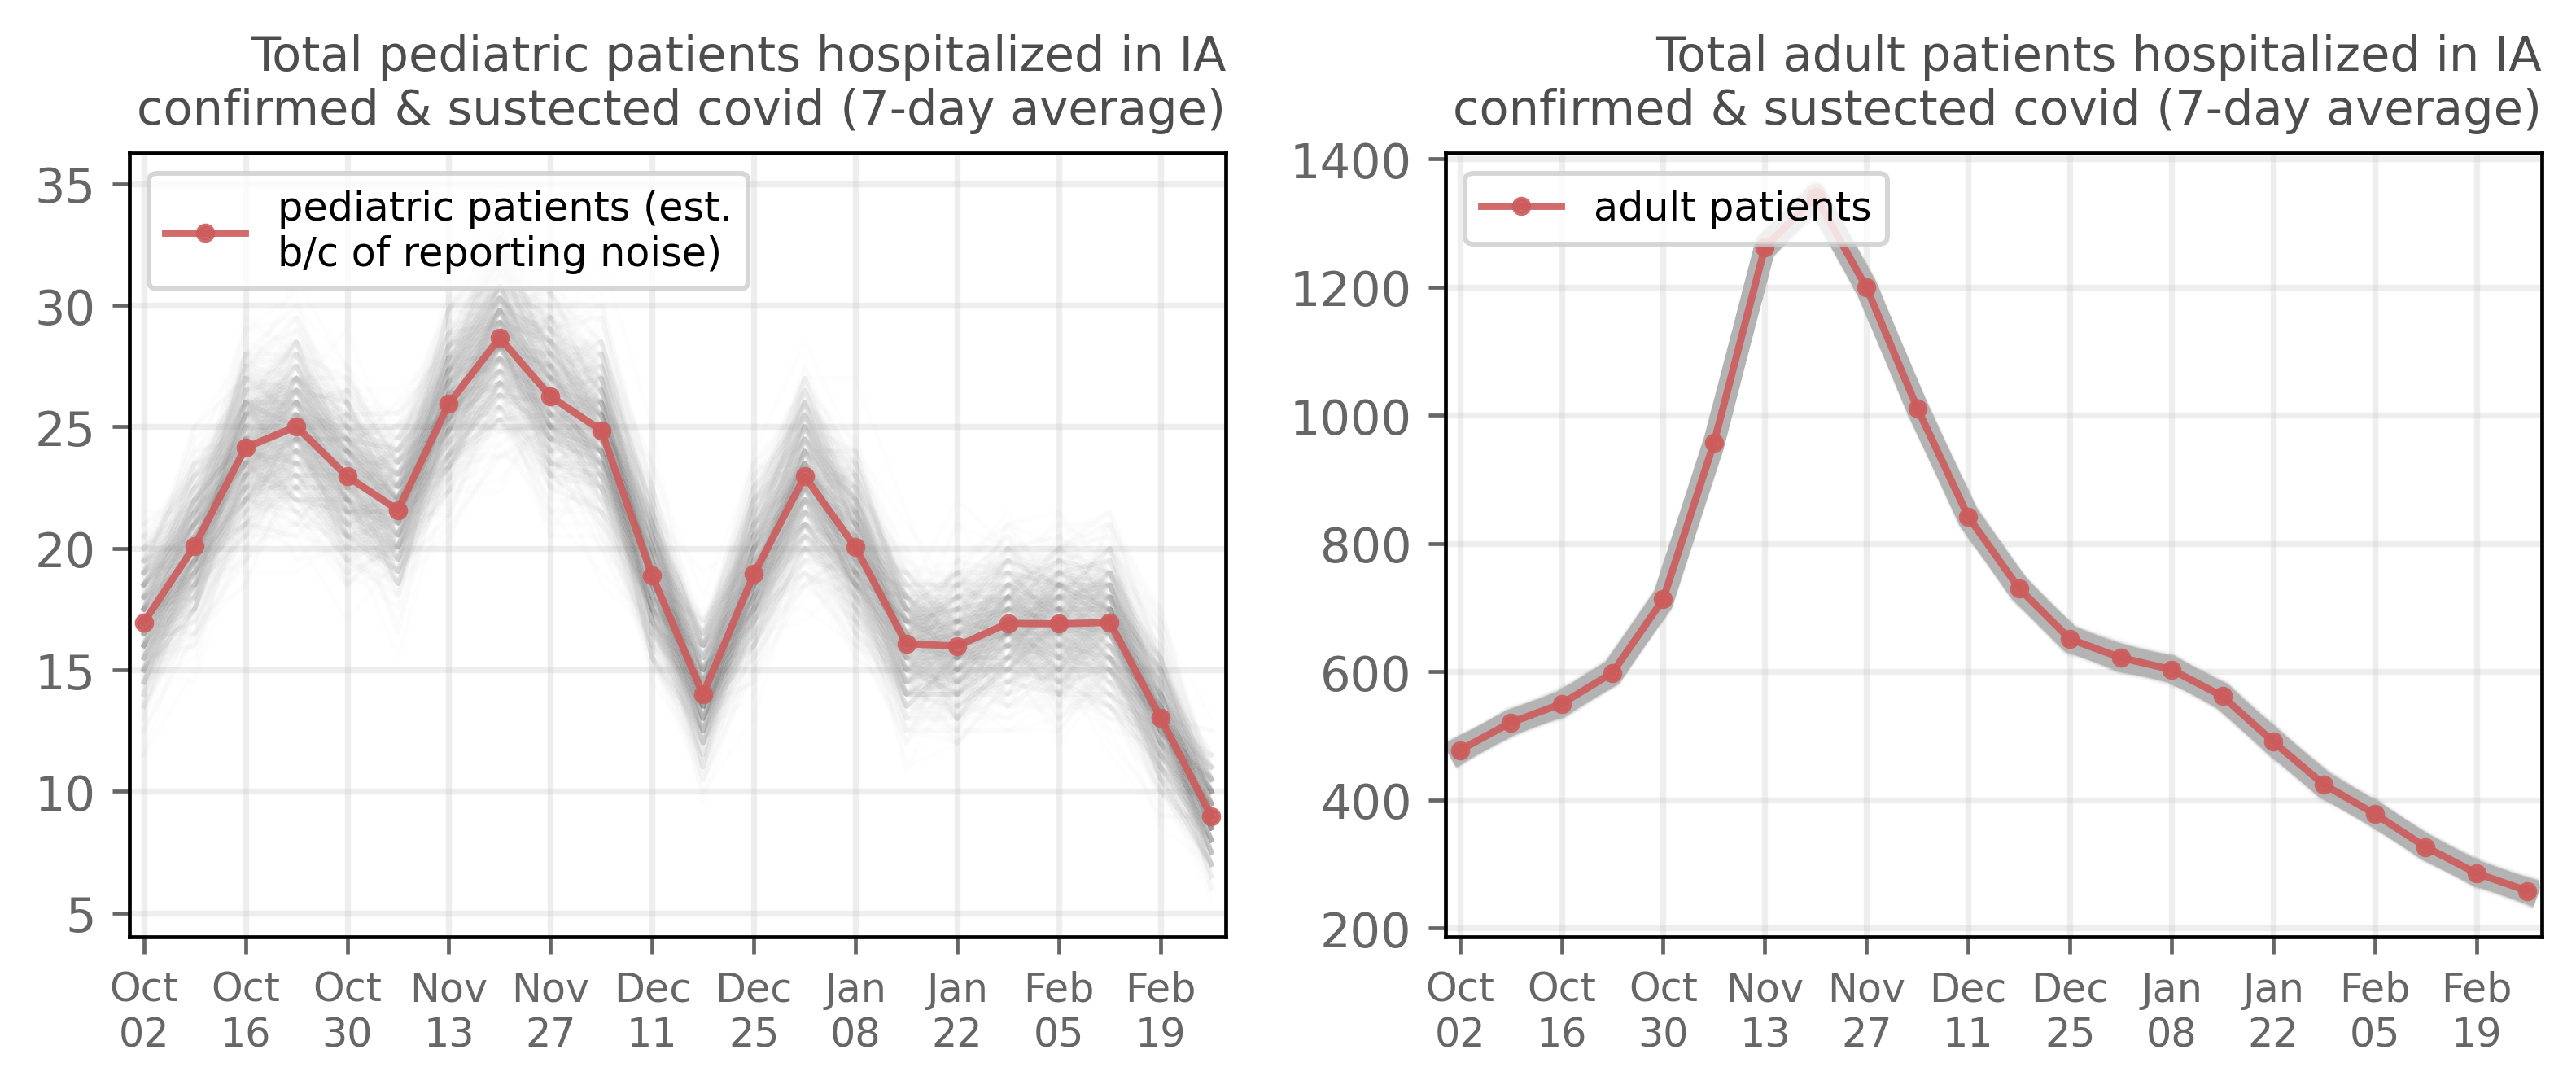 Total pediatric patients hospitalized in IA
confirmed & sustected covid (7-day average)
35
30
25
20
15
10
5
pediatric patients (est.
b/c of reporting noise)
Oct Oct Oct Nov Nov Dec Dec Jan Jan Feb Feb
02 16 30 13 27 11 25 08 22 05 19
Total adult patients hospitalized in IA
confirmed & sustected covid (7-day average)
1400
1200
1000
800
600
400
200
adult patients
Oct Oct Oct Nov Nov Dec Dec Jan Jan Feb Feb
02 16 30 13 27 11 25 08 22 05 19